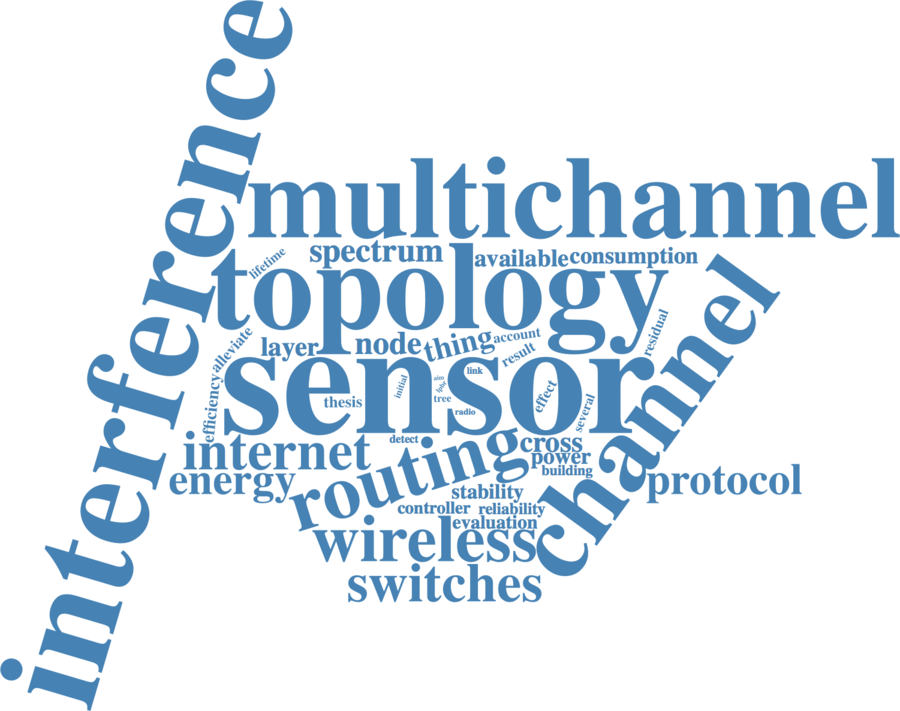 interference
multichannel
spectrum
available
consumption
lifetime
topology
channel
residual
alleviate
layer
node
thing
account
result
sensor
link
aim
initial
tree
radio
thesis
effect
several
efficiency
detect
internet
routing
cross
power
building
energy
protocol
stability
controller
reliability
evaluation
wireless
switches